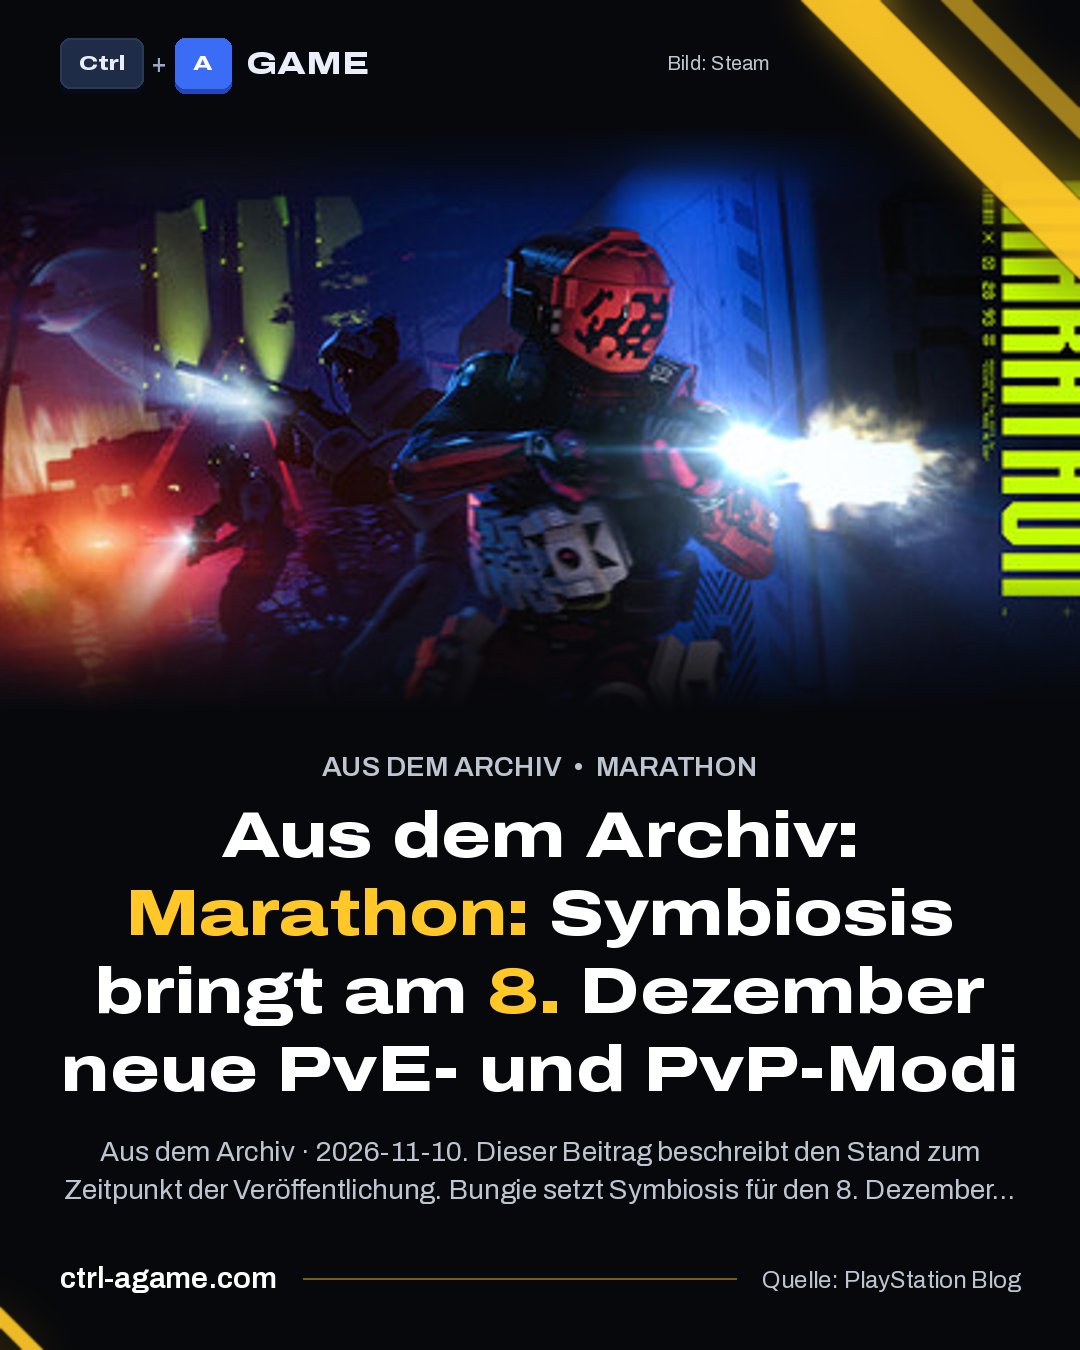 Ctrl + A GAME
Bild: Steam
MARATHON
AUS DEM ARCHIV • MARATHON
Aus dem Archiv:
Marathon: Symbiosis
bringt am 8. Dezember
neue PvE- und PvP-Modi
Aus dem Archiv · 2026-11-10. Dieser Beitrag beschreibt den Stand zum
Zeitpunkt der Veröffentlichung. Bungie setzt Symbiosis für den 8. Dezember...
ctrl-agame.com
Quelle: PlayStation Blog